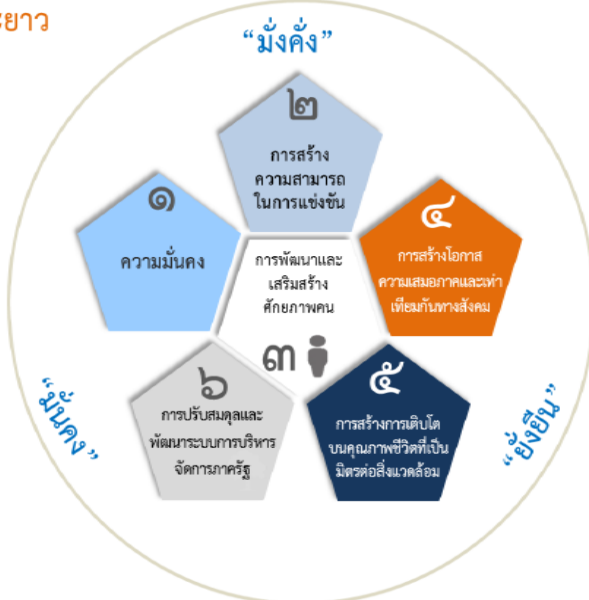 ะยาว
“มั่งคั่ง”
๒
การสร้าง
ความสามารถ
ในการแข่งขัน
๑
ความมั่นคง
๔
การสร้างโอกาส
ความเสมอภาคและเท่า
เทียมกันทางสังคม
การพัฒนาและ
เสริมสร้าง
ศักยภาพคน
๓
๖
การปรับสมดุลและ
พัฒนาระบบการบริหาร
จัดการภาครัฐ
๕
การสร้างการเติบโต
บนคุณภาพชีวิตที่เป็น
มิตรต่อสิ่งแวดล้อม
“มั่นคง”
“ยั่งยืน”